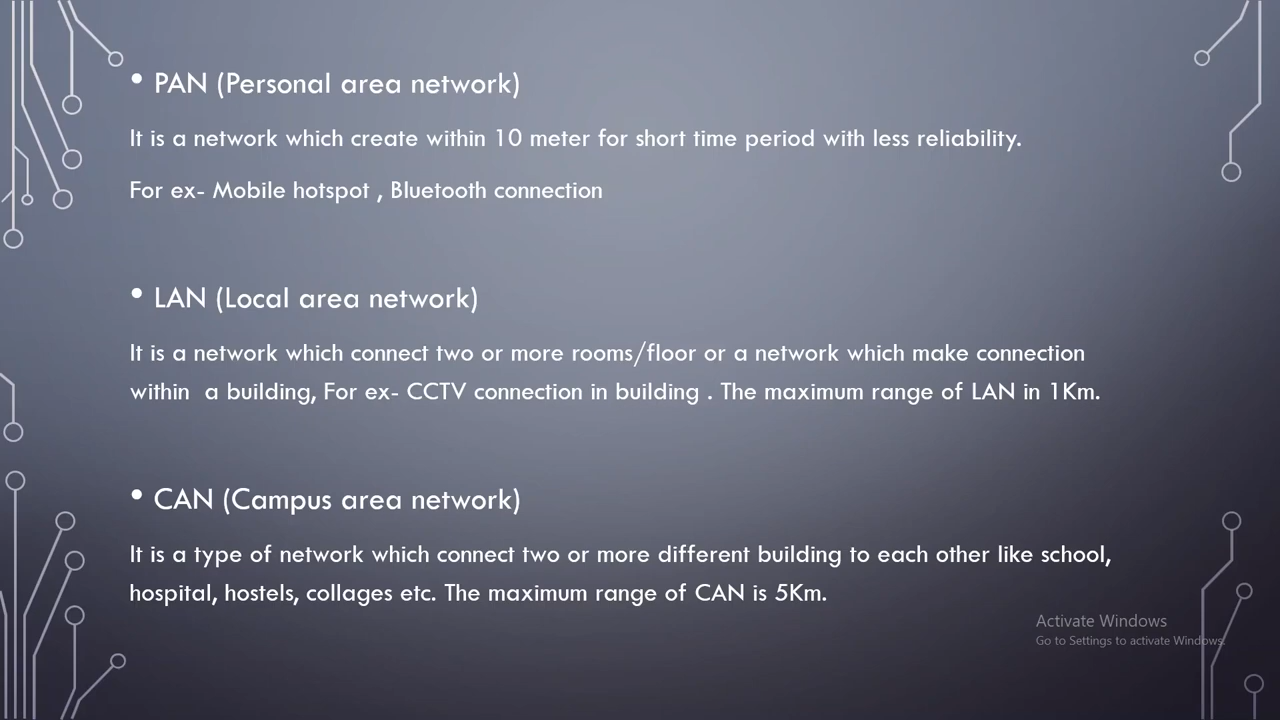 • PAN (Personal area network)
It is a network which create within 10 meter for short time period with less reliability.
For ex- Mobile hotspot , Bluetooth connection
• LAN (Local area network)
It is a network which connect two or more rooms/floor or a network which make connection
within  a building, For ex- CCTV connection in building . The maximum range of LAN in 1Km.
• CAN (Campus area network)
It is a type of network which connect two or more different building to each other like school,
hospital, hostels, collages etc. The maximum range of CAN is 5Km.
Activate Windows
Go to Settings to activate Windows.